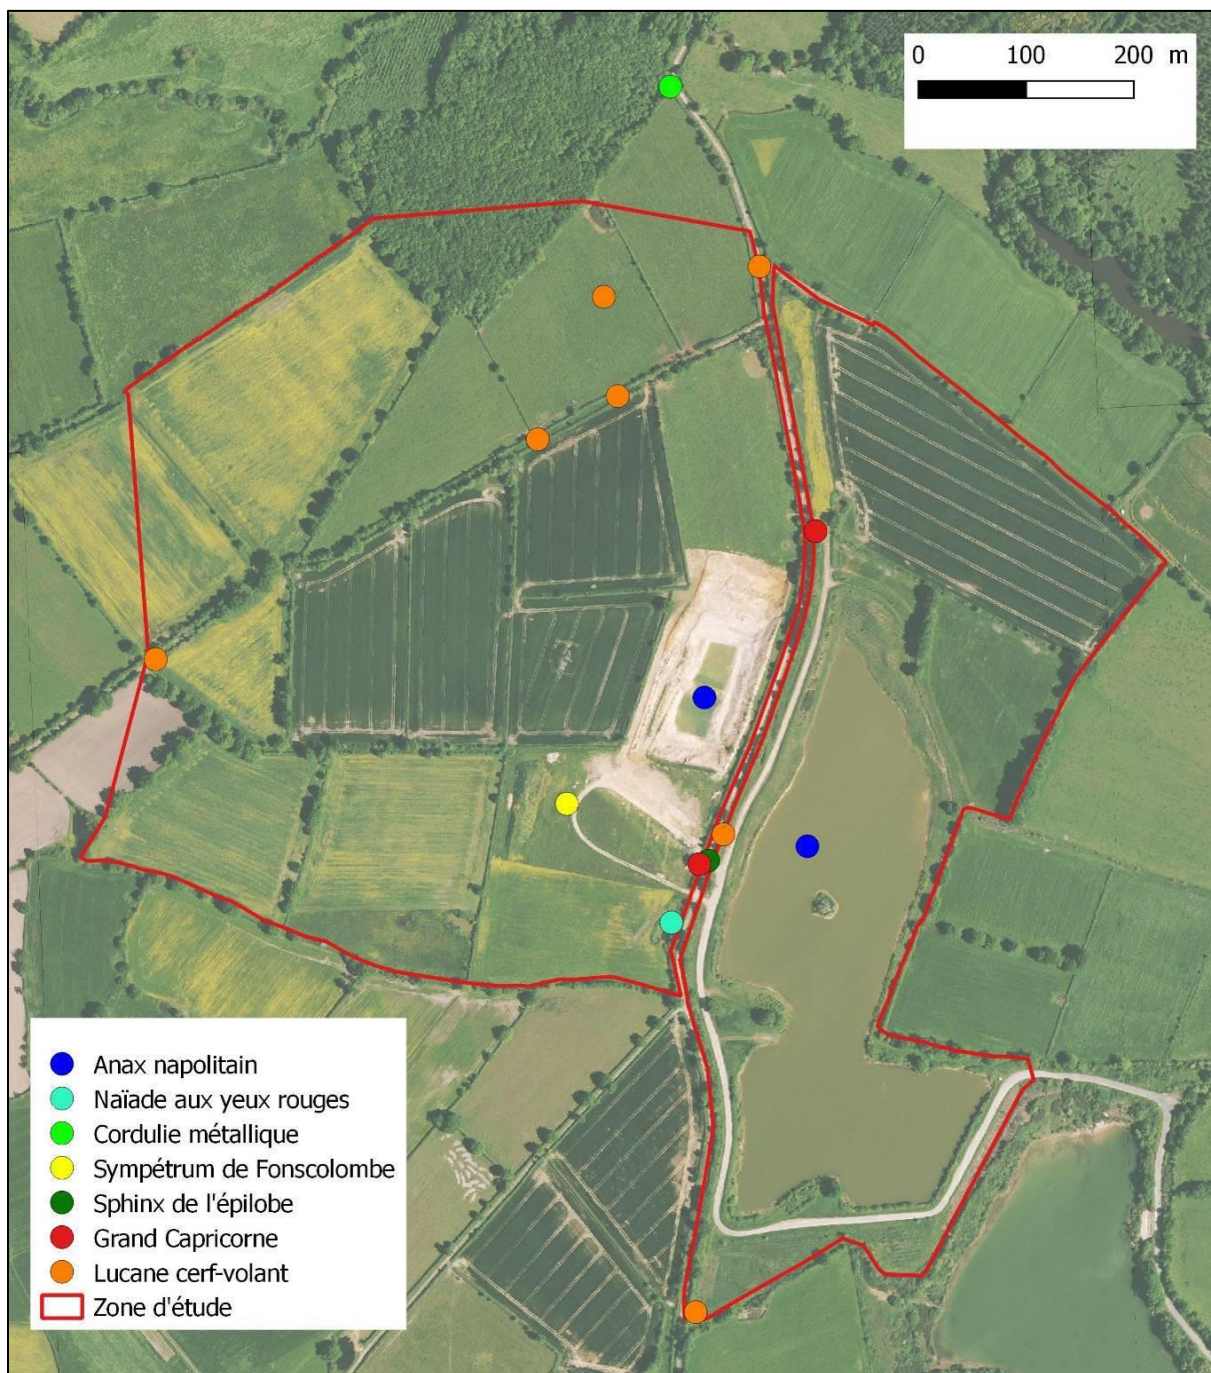 0 100 200 m
Anax napolitain
Naïade aux yeux rouges
Cordulie métallique
Sympétrum de Fonscolombe
Sphinx de l'épilobe
Grand Capricorne
Lucane cerf-volant
Zone d'étude